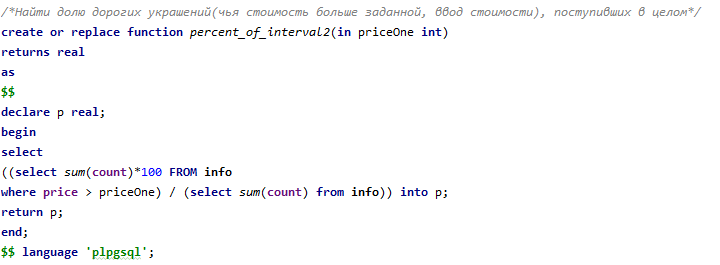 /*Найти долю дорогих украшений(чья стоимость больше заданной, ввод стоимости), поступивших в целом*/
create or replace function percent_of_interval2(in priceOne int)
returns real
as
$$
declare p real;
begin
select
((select sum(count)*100 FROM info
where price > priceOne) / (select sum(count) from info)) into p;
return p;
end;
$$ language 'plpgsql';